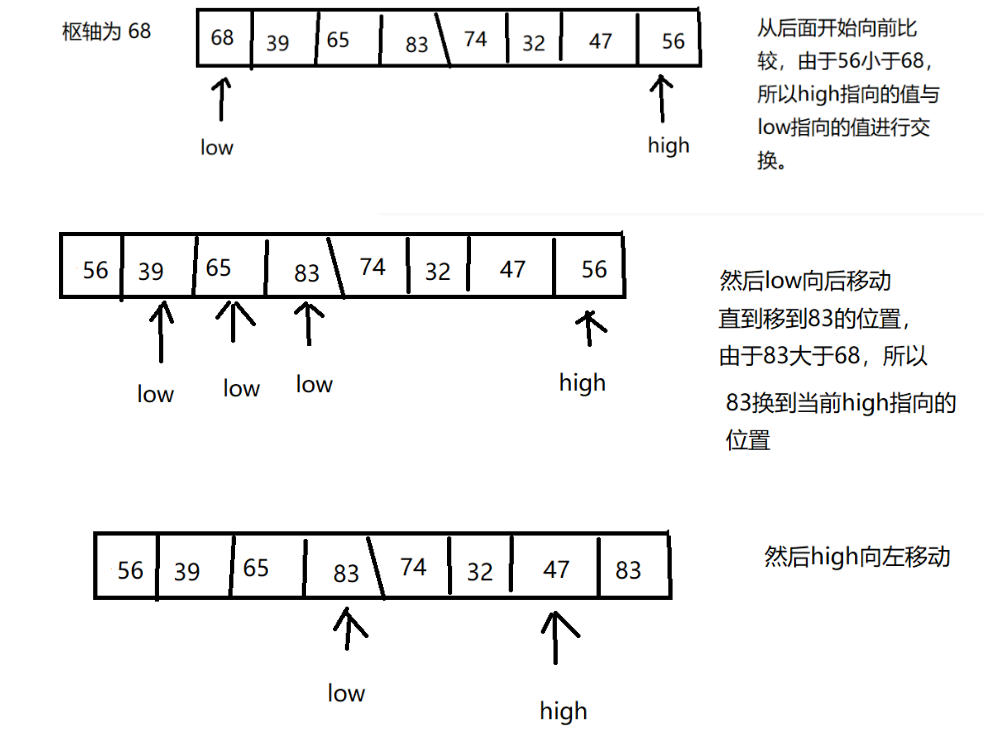 枢轴为 68
68 39 65 83 74 32 47 56
low
high
从后面开始向前比
较，由于56小于68，
所以high指向的值与
low指向的值进行交
换。
56 39 65 83 74 32 47 56
low low low high
然后low向后移动
直到移到83的位置，
由于83大于68，所以
83换到当前high指向的
位置
56 39 65 83 74 32 47 83
low
high
然后high向左移动